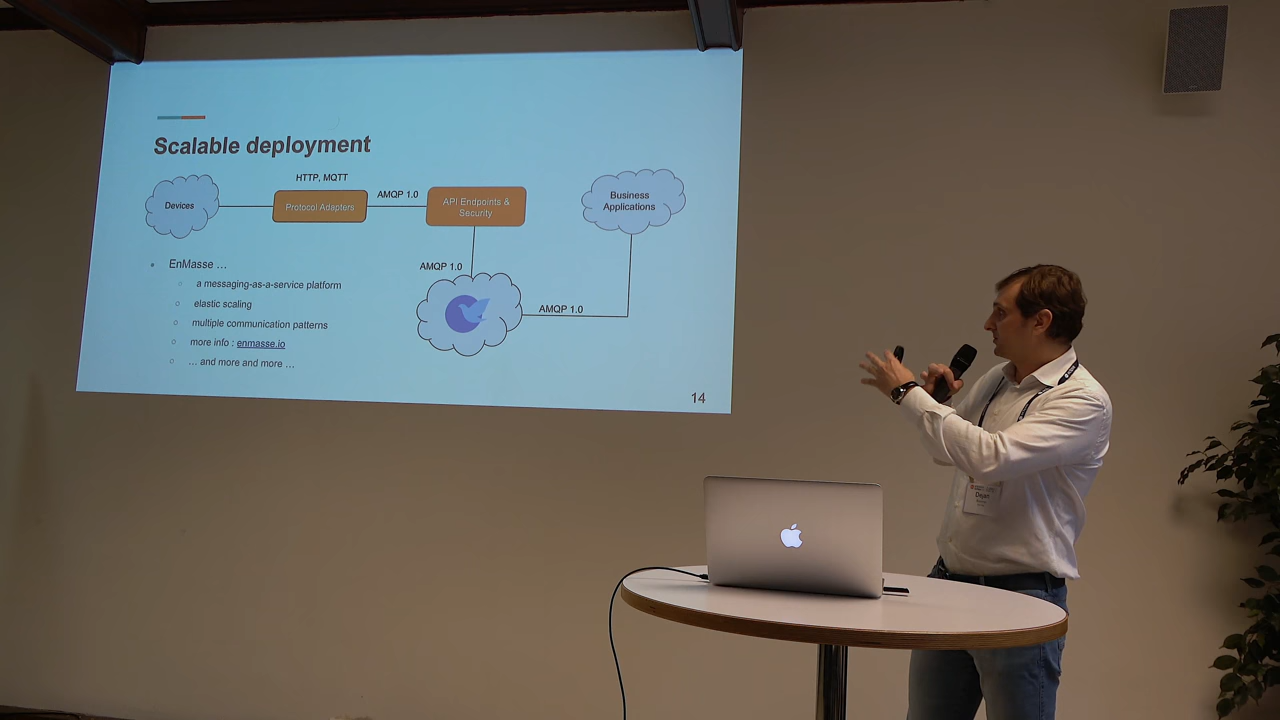 Scalable deployment
HTTP, MQTT
Devices
Protocol Adapters
AMQP 1.0
API Endpoints &
Security
Business
Applications
AMQP 1.0
AMQP 1.0
EnMasse ...
a messaging-as-a-service platform
elastic scaling
multiple communication patterns
more info : enmasse.io
... and more and more ...
14
Dejan